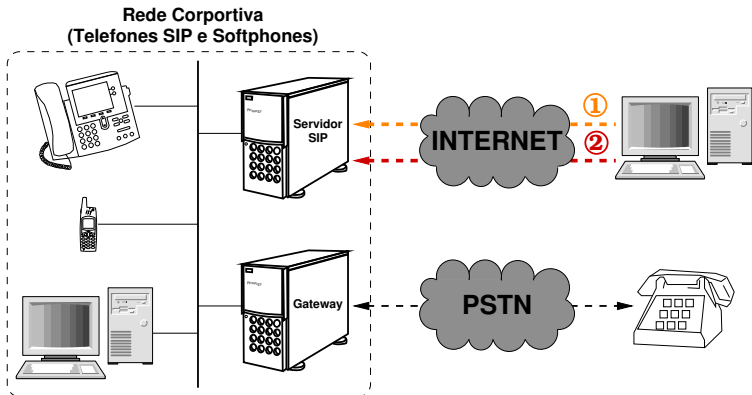 Rede Corportiva
(Telefones SIP e Softphones)
Servidor
SIP
INTERNET
①
②
Gateway
PSTN